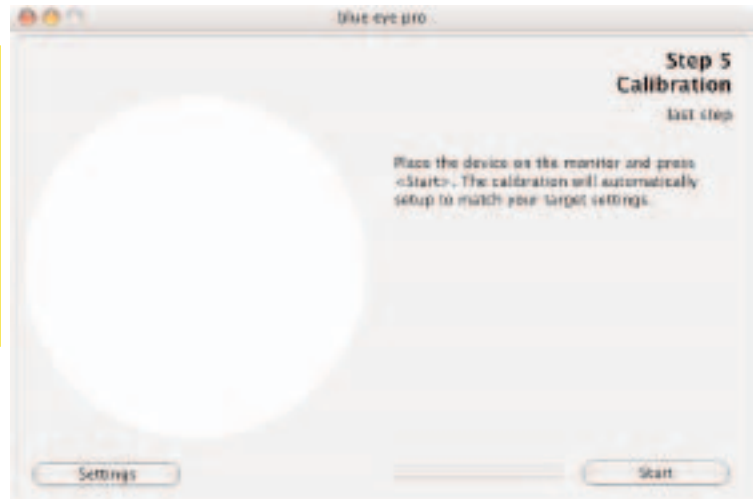 blue eye pro
Step 5
Calibration
last step
Place the device on the monitor and press
<Start>. The calibration will automatically
setup to match your target settings.
Settings
Start